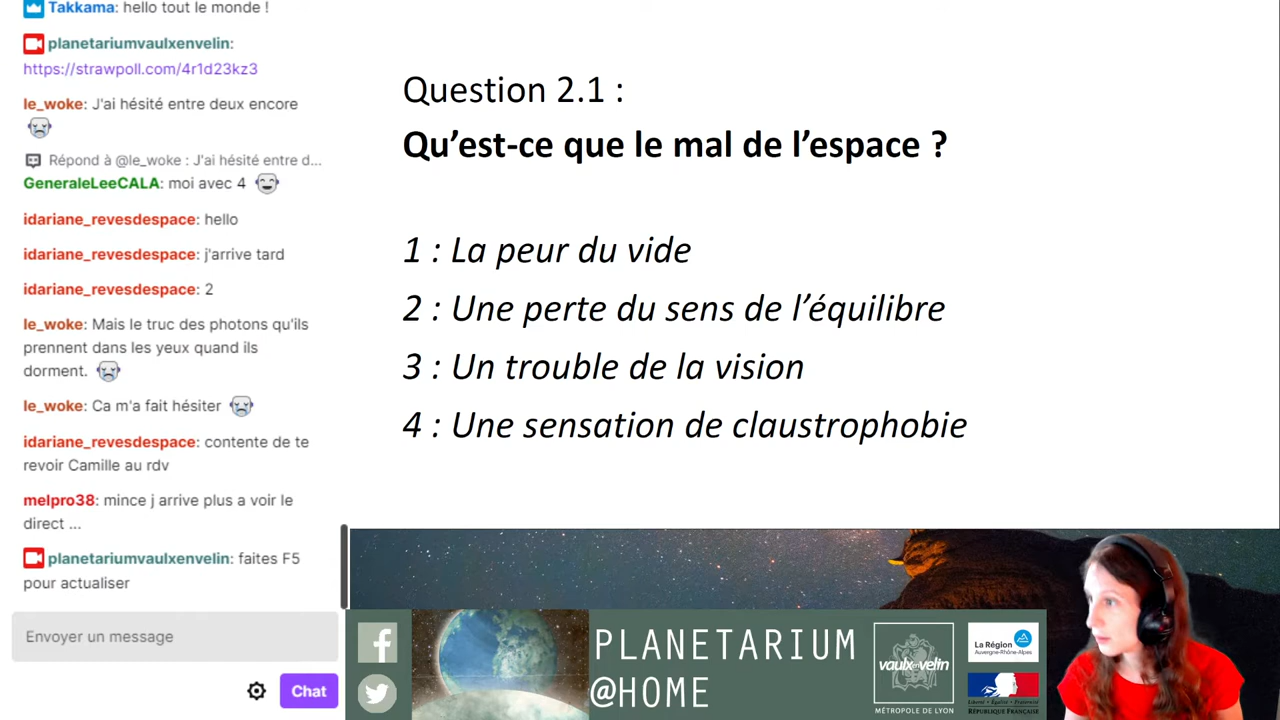 Takkama: hello tout le monde !
planetariumvaulxenvelin:
https://strawpoll.com/4r1d23kz3
le_woke: J'ai hésité entre deux encore
Répond à @le_woke : J'ai hésité entre d...
GeneraleLeeCALA: moi avec 4
idariane_revesdespace: hello
idariane_revesdespace: j'arrive tard
idariane_revesdespace: 2
le_woke: Mais le truc des photons qu'ils
prennent dans les yeux quand ils
dorment.
le_woke: Ca m'a fait hésiter
idariane_revesdespace: contente de te
revoir Camille au rdv
melpro38: mince j arrive plus a voir le
direct ...
planetariumvaulxenvelin: faites F5
pour actualiser
Envoyer un message
Chat
Question 2.1 :
Qu'est-ce que le mal de l'espace ?
1 : La peur du vide
2 : Une perte du sens de l'équilibre
3 : Un trouble de la vision
4 : Une sensation de claustrophobie
PLANETARIUM
@HOME
vaulxenvelin
MÉTROPOLE DE LYON
La Région
Auvergne-Rhône-Alpes
Liberté • Égalité • Fraternité
RÉPUBLIQUE FRANÇAISE